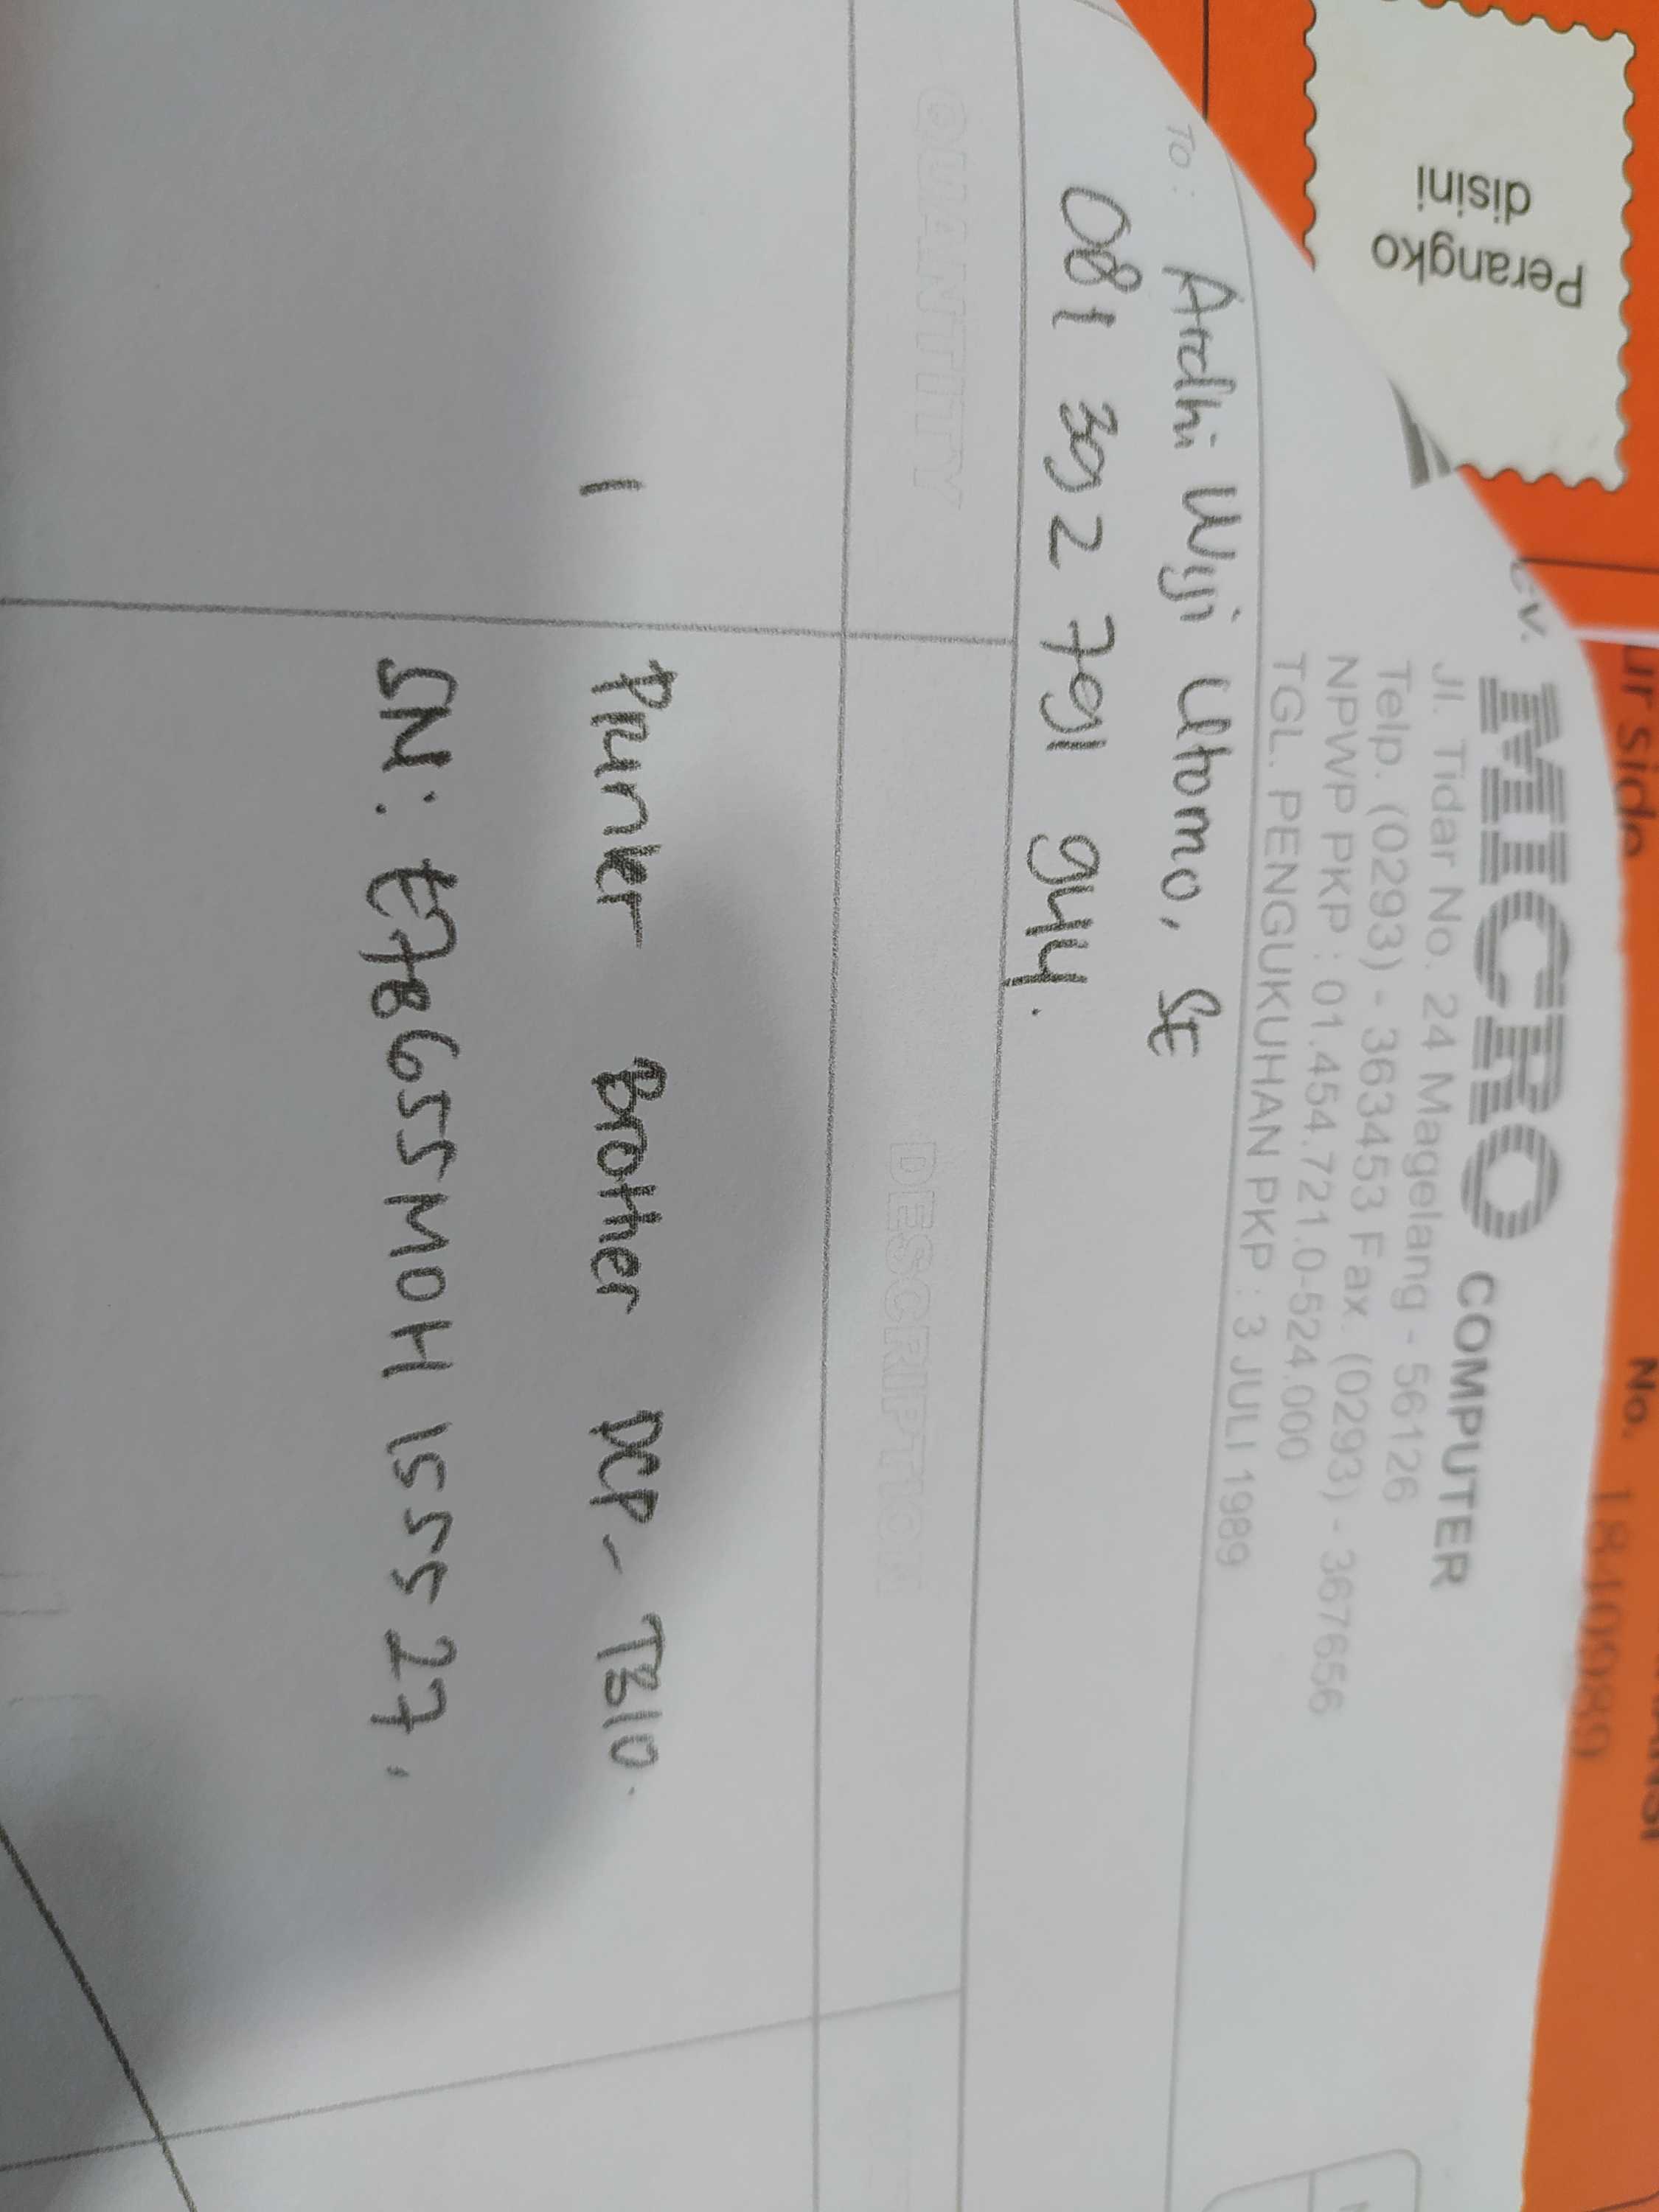 CV. MICRO COMPUTER
Jl. Tidar No. 24 Magelang - 56126
Telp. (0293) - 363453 Fax. (0293) - 367656
NPWP PKP : 01.454.721.0-524.000
TGL. PENGUKUHAN PKP : 3 JULI 1989
TO : Ardhi Wiji Utomo, SE
081 392 791 944.
QUANTITY DESCRIPTION
1 Printer Brother DCP - T310.
SN : E78655M0H155527.
Perangko
disini
ur side
No.